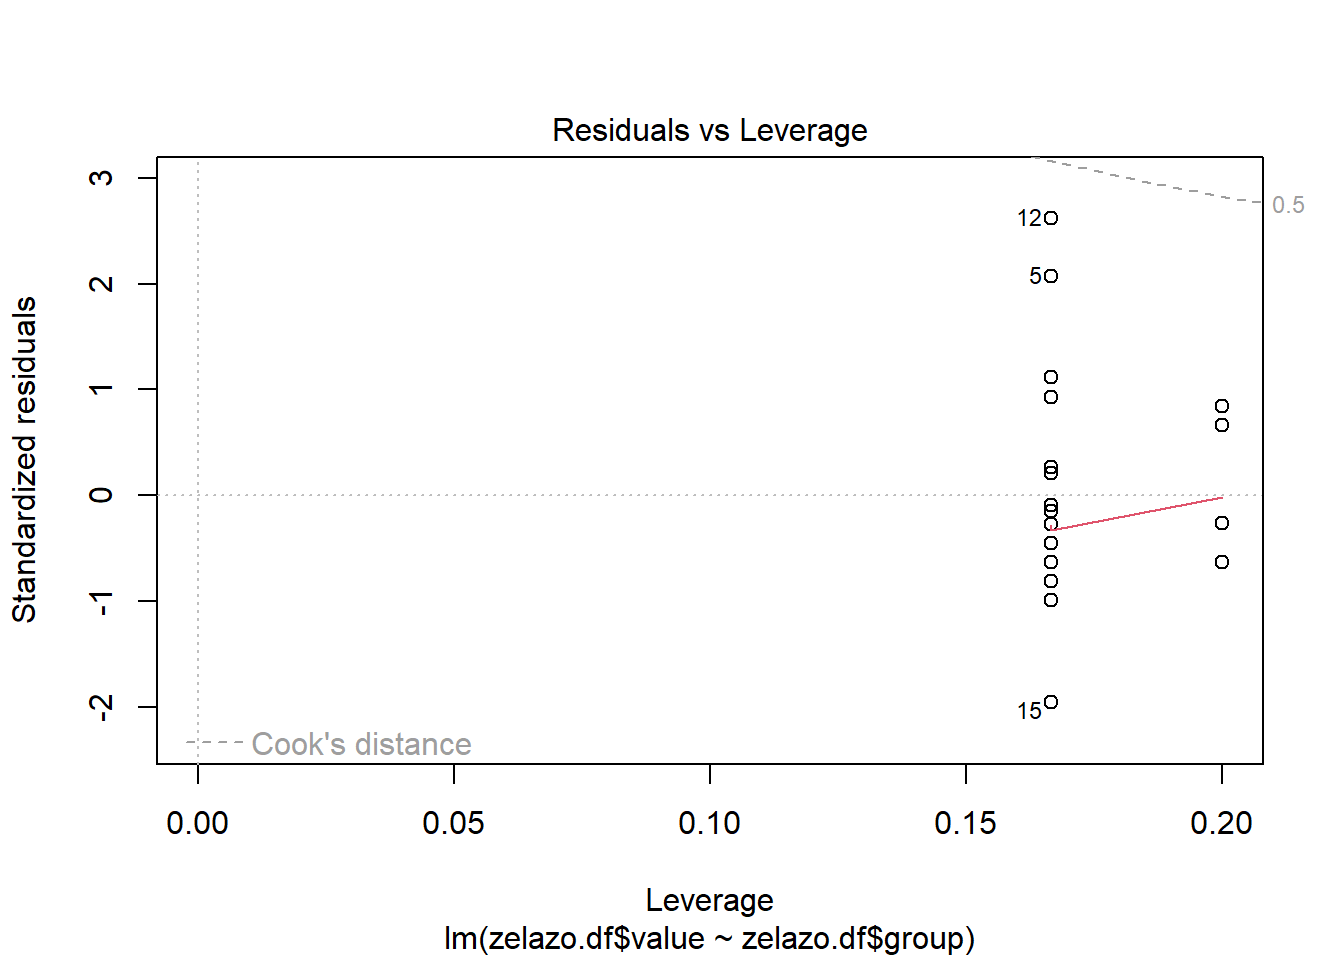 Residuals vs Leverage
Standardized residuals
3
2
1
0
-1
-2
12
5
15
0.5
Cook's distance
0.00 0.05 0.10 0.15 0.20
Leverage
lm(zelazo.df$value ~ zelazo.df$group)